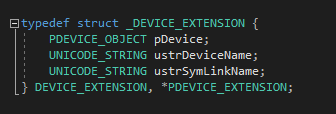 typedef struct _DEVICE_EXTENSION {
PDEVICE_OBJECT pDevice;
UNICODE_STRING ustrDeviceName;
UNICODE_STRING ustrSymLinkName;
} DEVICE_EXTENSION, *PDEVICE_EXTENSION;